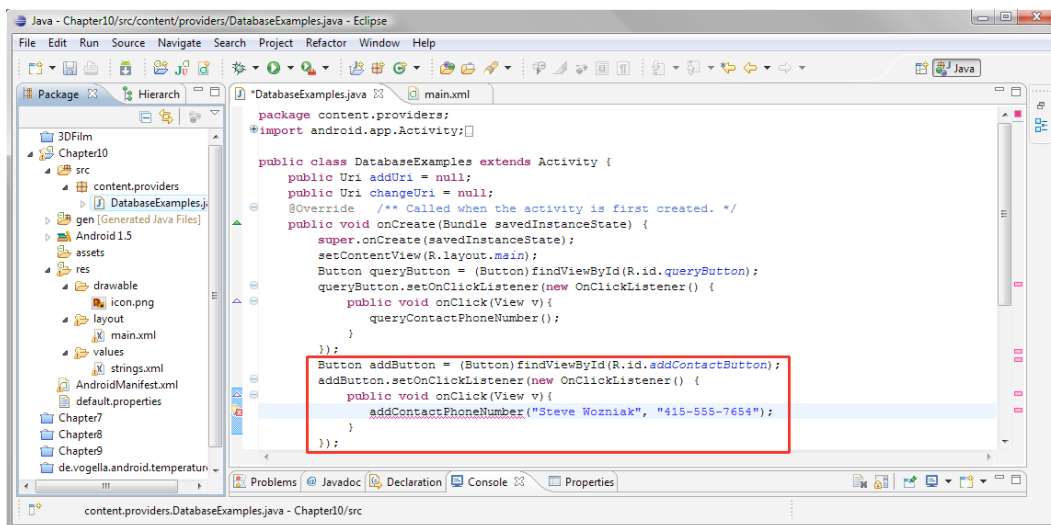 Java - Chapter10/src/content/providers/DatabaseExamples.java - Eclipse
File Edit Run Source Navigate Search Project Refactor Window Help
Java
Package Hierarch
3DFilm
Chapter10
src
content.providers
DatabaseExamples.ja
gen [Generated Java Files]
Android 1.5
assets
res
drawable
icon.png
layout
main.xml
values
strings.xml
AndroidManifest.xml
default.properties
Chapter7
Chapter8
Chapter9
de.vogella.android.temperatur
*DatabaseExamples.java main.xml
package content.providers;
import android.app.Activity;
public class DatabaseExamples extends Activity {
public Uri addUri = null;
public Uri changeUri = null;
@Override /** Called when the activity is first created. */
public void onCreate(Bundle savedInstanceState) {
super.onCreate(savedInstanceState);
setContentView(R.layout.main);
Button queryButton = (Button)findViewById(R.id.queryButton);
queryButton.setOnClickListener(new OnClickListener() {
public void onClick(View v){
queryContactPhoneNumber();
}
});
Button addButton = (Button)findViewById(R.id.addContactButton);
addButton.setOnClickListener(new OnClickListener() {
public void onClick(View v){
addContactPhoneNumber("Steve Wozniak", "415-555-7654");
}
});
Problems @ Javadoc Declaration Console Properties
content.providers.DatabaseExamples.java - Chapter10/src